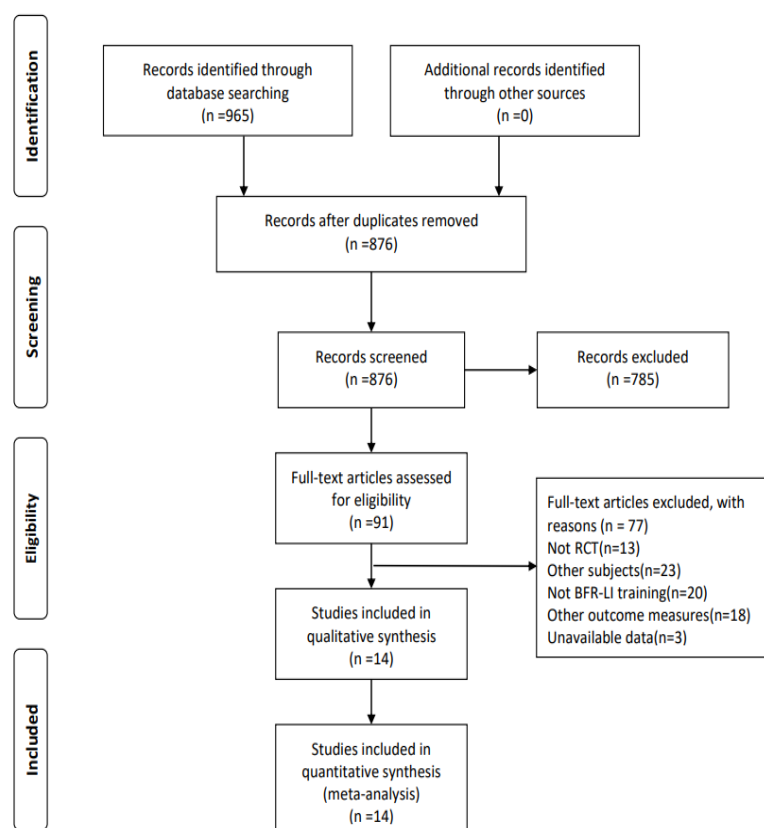 Identification
Records identified through
database searching
(n =965)
Additional records identified
through other sources
(n =0)
Records after duplicates removed
(n =876)
Screening
Records screened
(n =876)
Records excluded
(n =785)
Eligibility
Full-text articles assessed
for eligibility
(n =91)
Full-text articles excluded, with
reasons (n = 77)
Not RCT(n=13)
Other subjects(n=23)
Not BFR-LI training(n=20)
Other outcome measures(n=18)
Unavailable data(n=3)
Studies included in
qualitative synthesis
(n =14)
Included
Studies included in
quantitative synthesis
(meta-analysis)
(n =14)